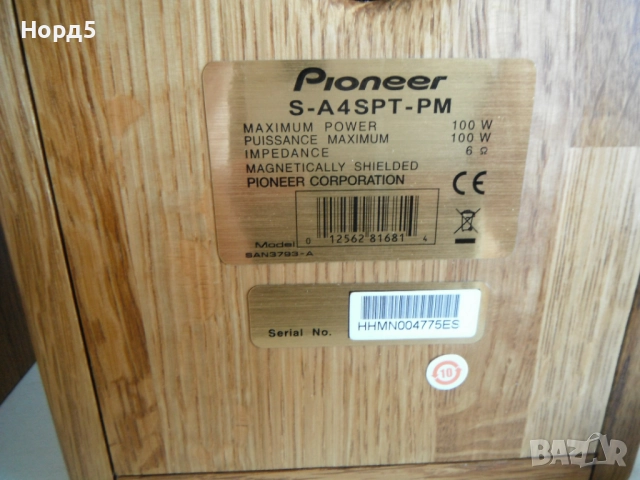 Норд5
Pioneer
S-A4SPT-PM
MAXIMUM POWER 100 W
PUISSANCE MAXIMUM 100 W
IMPEDANCE 6 Ω
MAGNETICALLY SHIELDED
PIONEER CORPORATION
CE
0 12562 81681 4
Model
SAN3793-A
Serial No.
HHMN004775ES
10
BAZAR